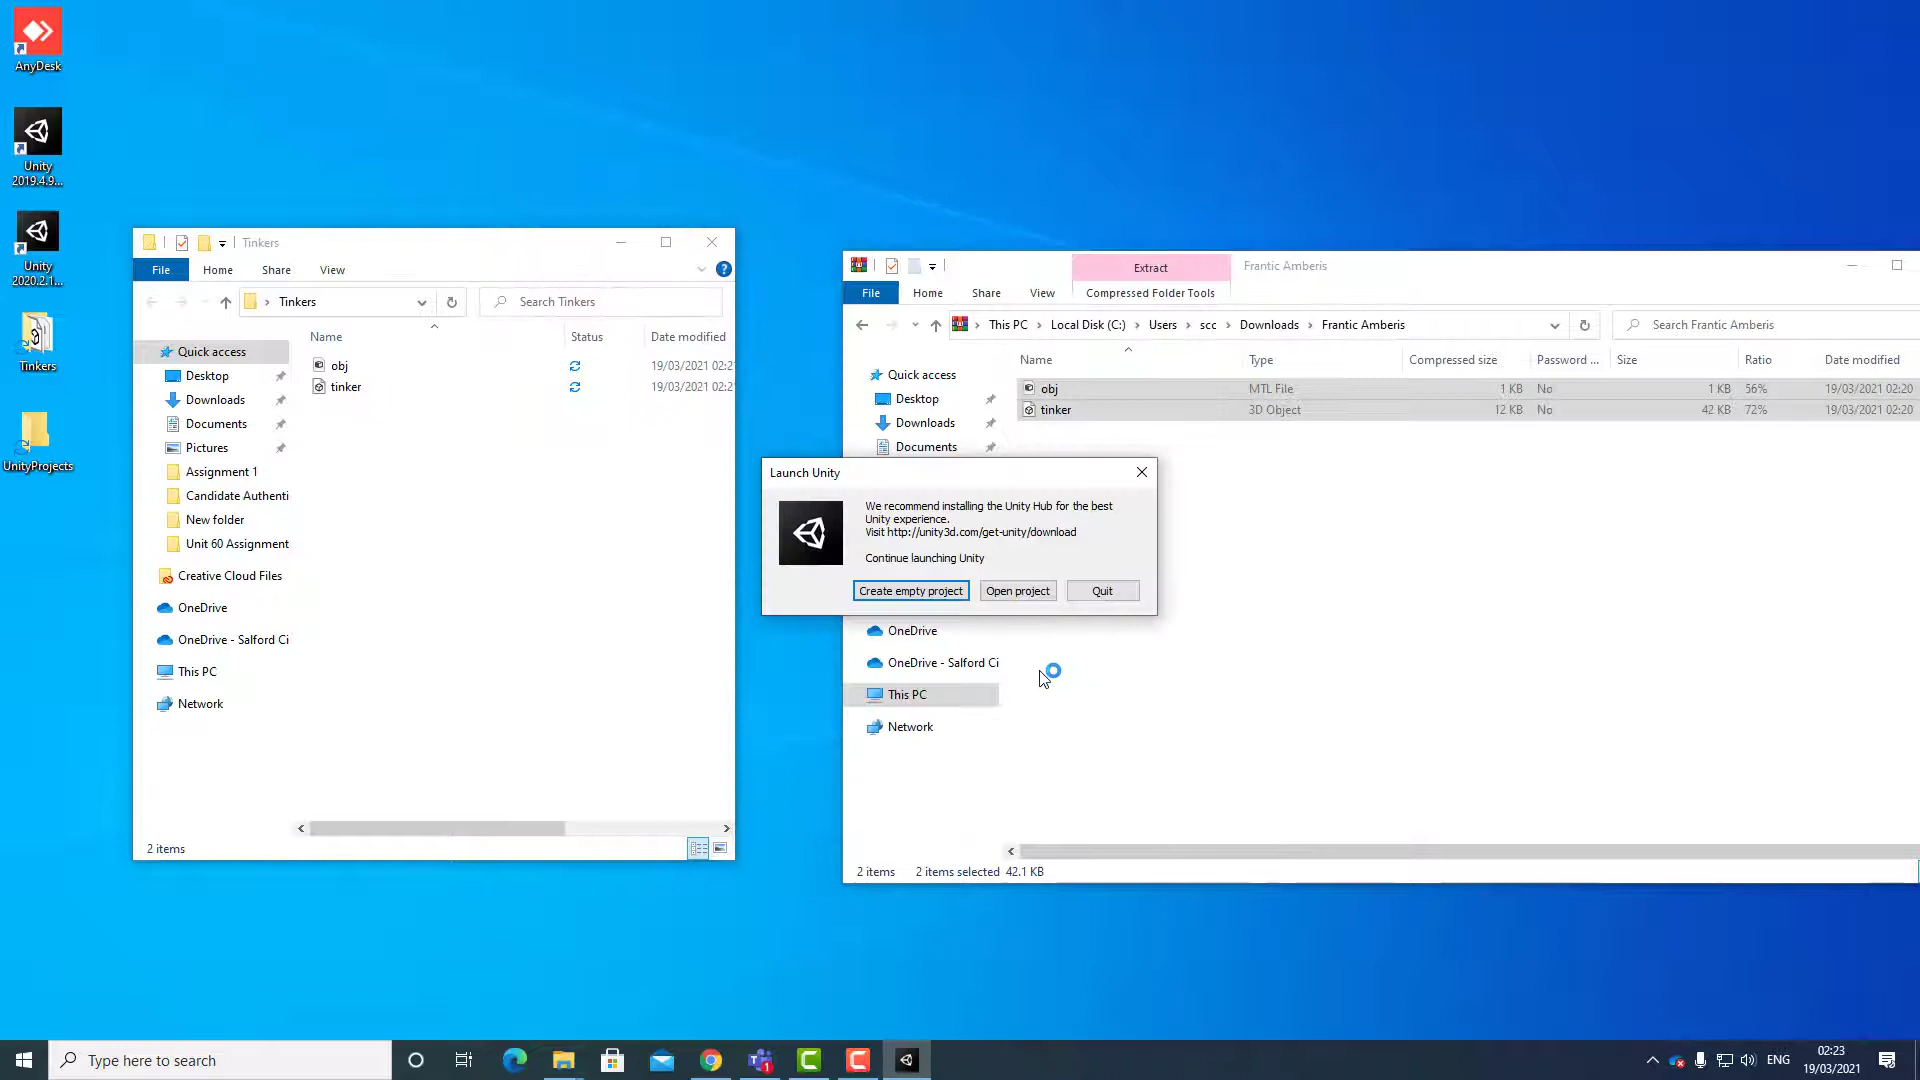 AnyDesk
Unity
2019.4.9...
Unity
2020.2.1...
Tinkers
UnityProjects
Tinkers
File
Home
Share
View
Tinkers
Search Tinkers
Name
Status
Date modified
Quick access
Desktop
Downloads
Documents
Pictures
Assignment 1
Candidate Authenti
New folder
Unit 60 Assignment
Creative Cloud Files
OneDrive
OneDrive - Salford Ci
This PC
Network
obj
19/03/2021 02:2
tinker
19/03/2021 02:2
2 items
Extract
Frantic Amberis
File
Home
Share
View
Compressed Folder Tools
This PC
Local Disk (C:)
Users
scc
Downloads
Frantic Amberis
Search Frantic Amberis
Name
Type
Compressed size
Password ...
Size
Ratio
Date modified
Quick access
Desktop
Downloads
Documents
obj
MTL File
1 KB
No
1 KB
56%
19/03/2021 02:20
tinker
3D Object
12 KB
No
42 KB
72%
19/03/2021 02:20
OneDrive
OneDrive - Salford Ci
This PC
Network
2 items
2 items selected 42.1 KB
Launch Unity
We recommend installing the Unity Hub for the best
Unity experience.
Visit http://unity3d.com/get-unity/download
Continue launching Unity
Create empty project
Open project
Quit
Type here to search
1
ENG
02:23
19/03/2021